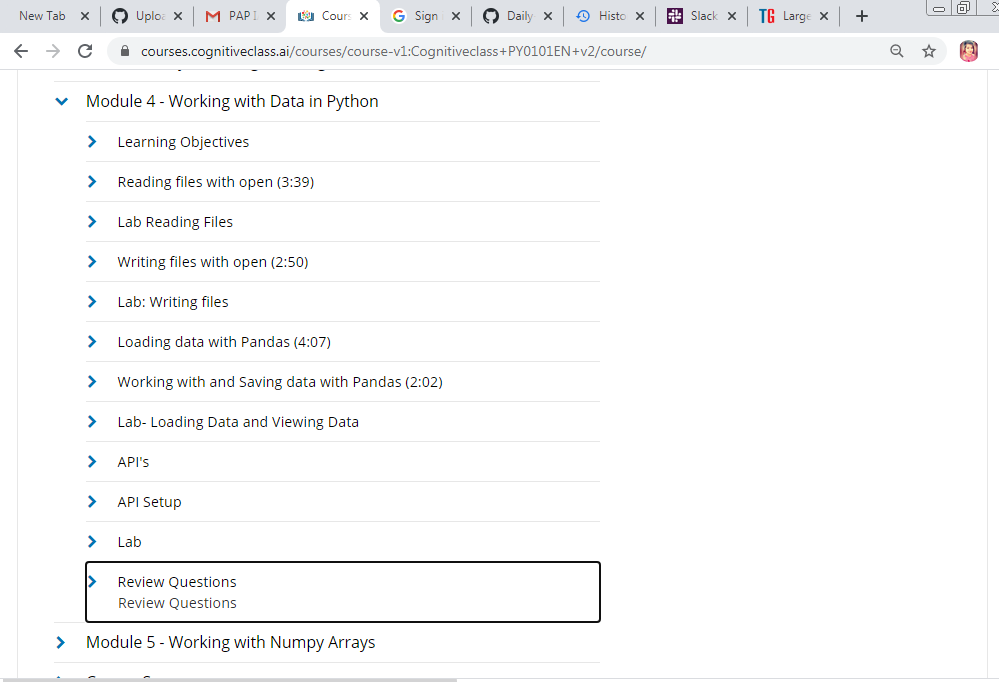 New Tab
Uploa
PAP 1
Cours
Sign
Daily
Histo
Slack
Large
courses.cognitiveclass.ai/courses/course-v1:Cognitiveclass+PY0101EN+v2/course/
Module 4 - Working with Data in Python
Learning Objectives
Reading files with open (3:39)
Lab Reading Files
Writing files with open (2:50)
Lab: Writing files
Loading data with Pandas (4:07)
Working with and Saving data with Pandas (2:02)
Lab- Loading Data and Viewing Data
API's
API Setup
Lab
Review Questions
Review Questions
Module 5 - Working with Numpy Arrays